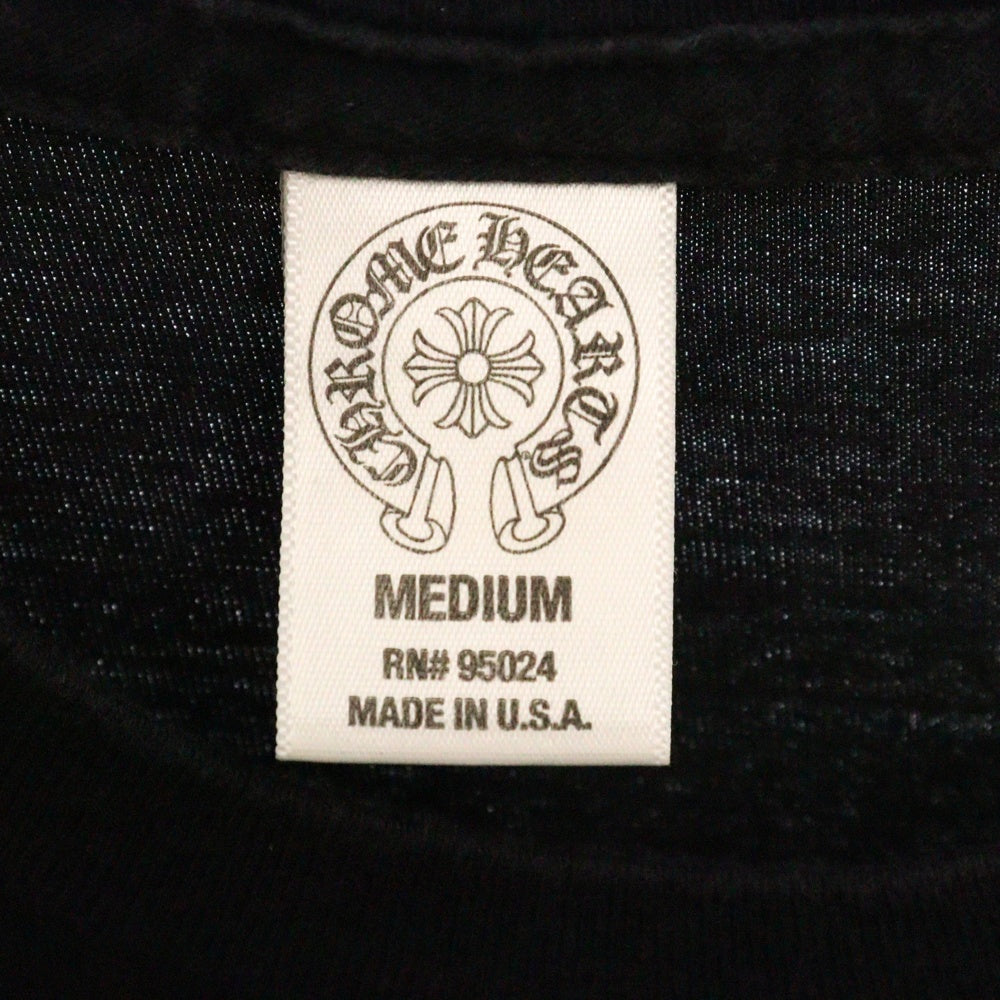 CHROME HEARTS
®
MEDIUM
RN# 95024
MADE IN U.S.A.